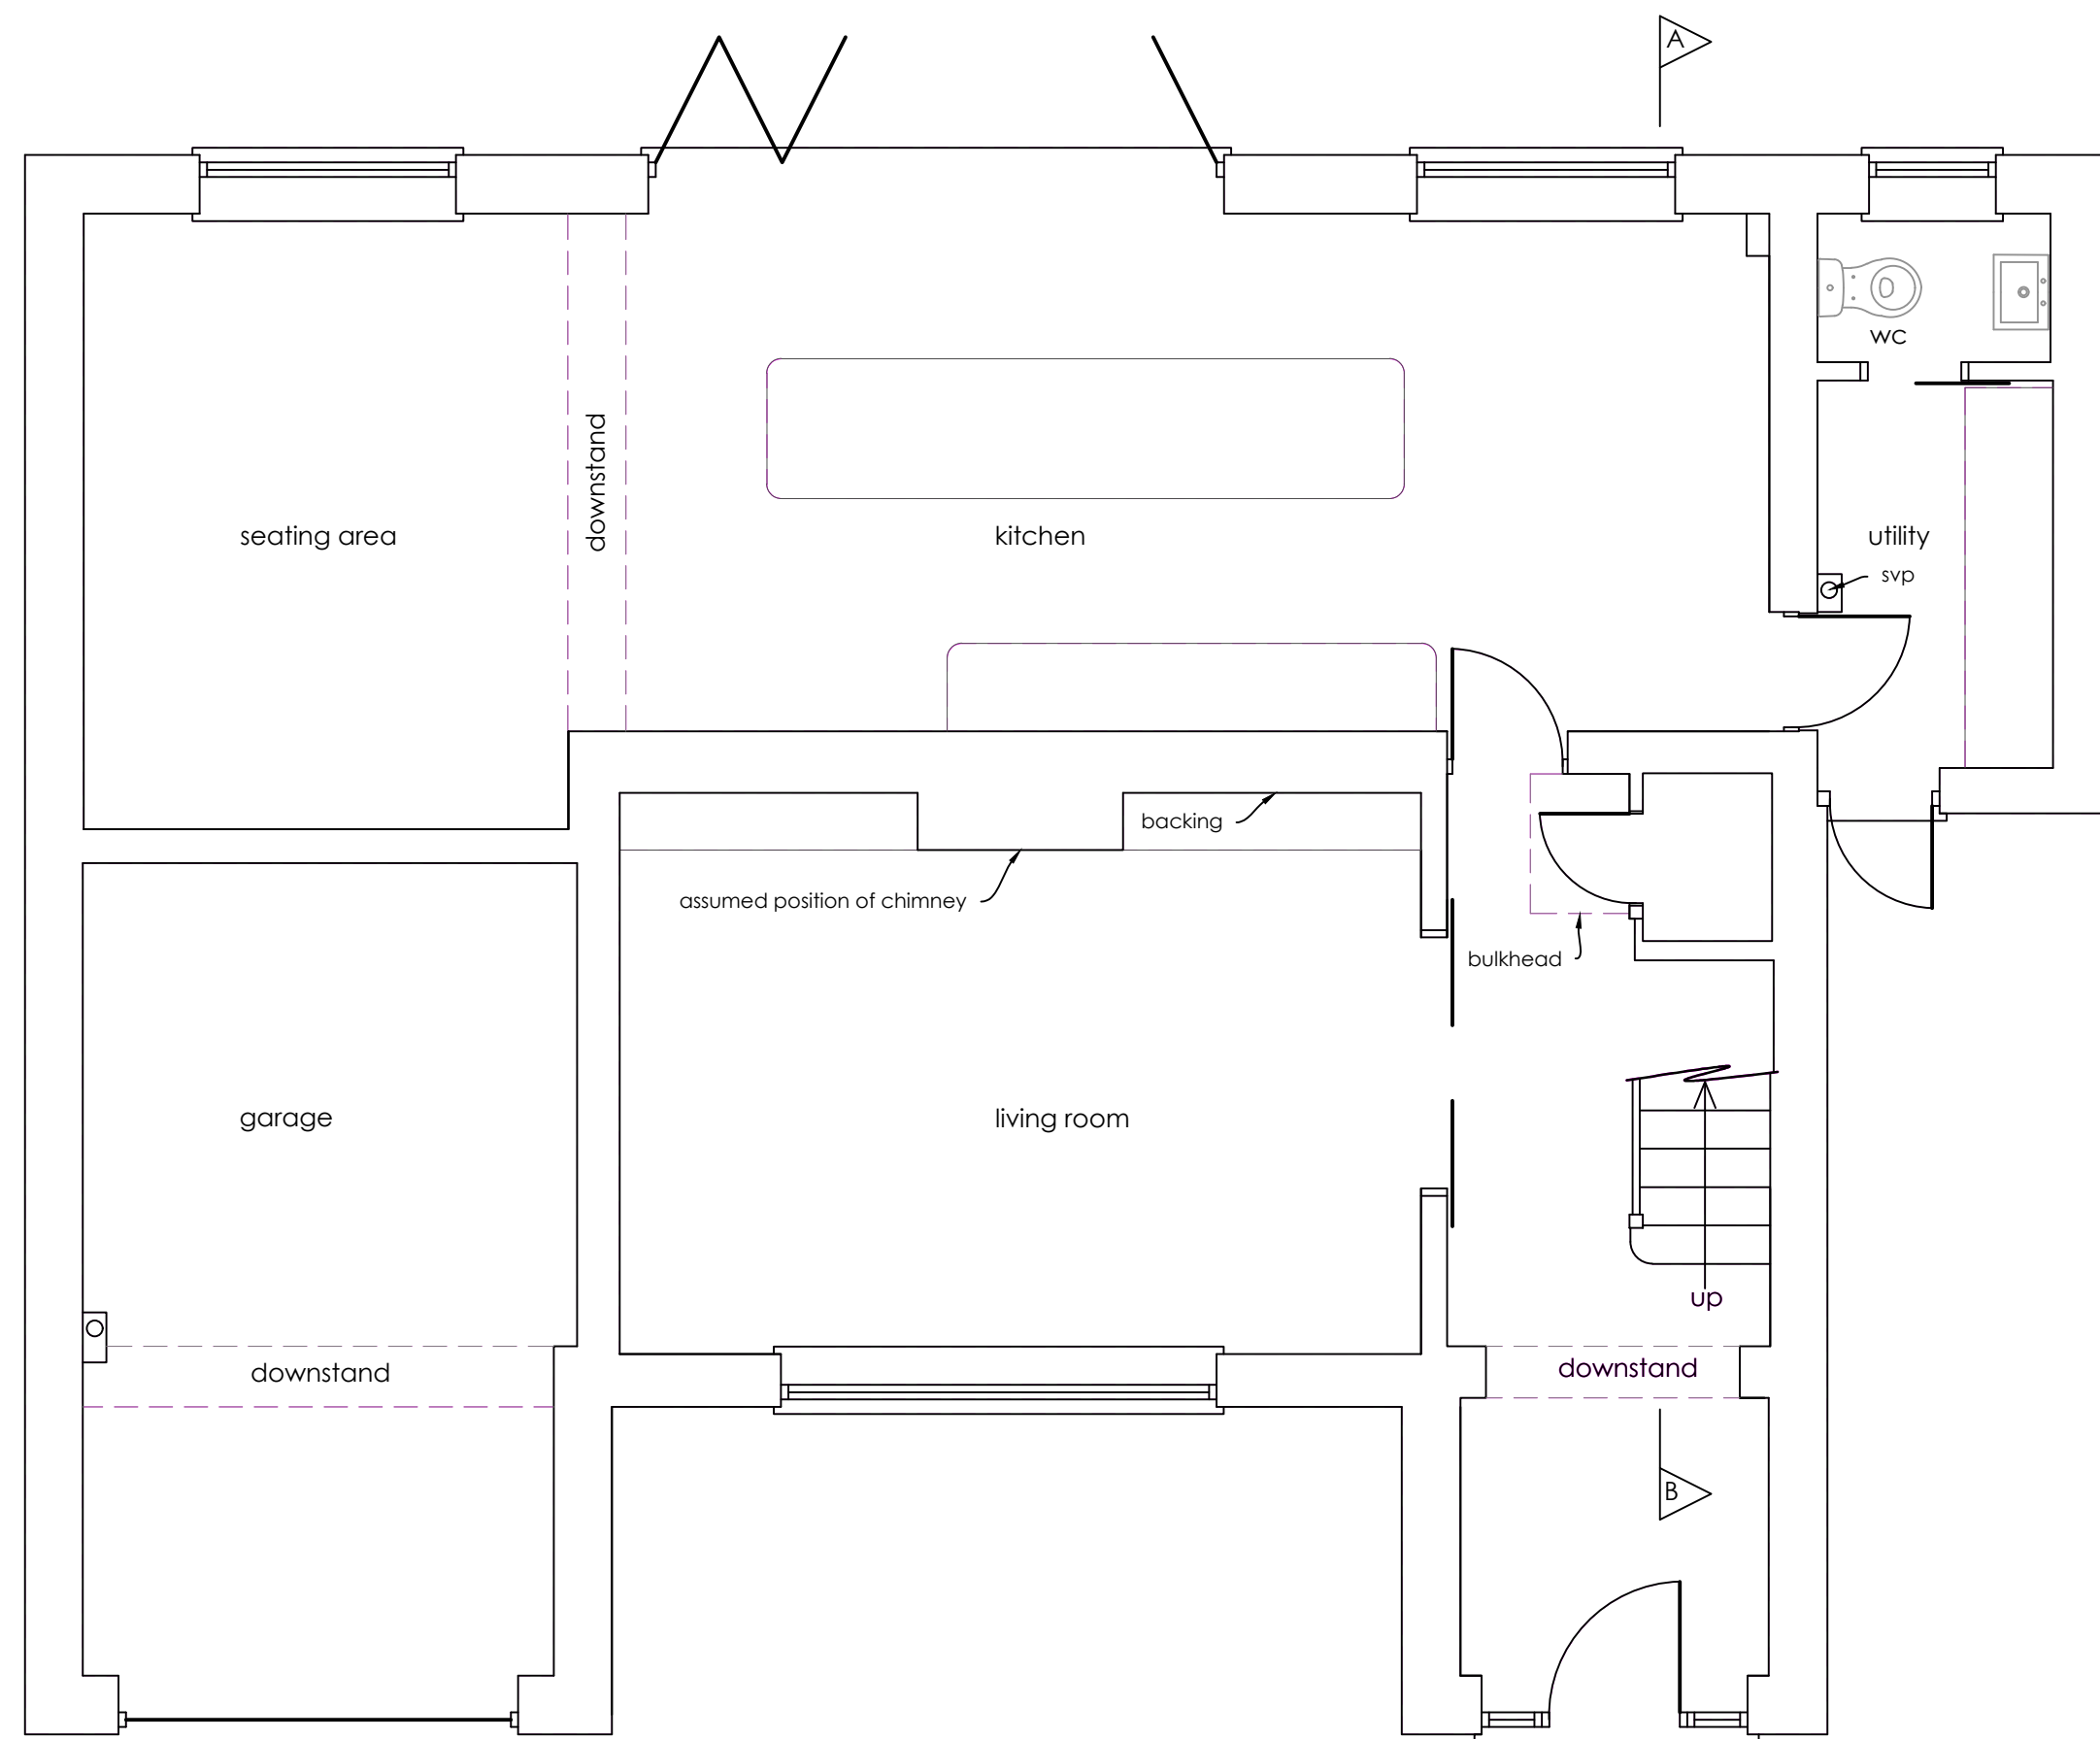 A
wc
downstand
seating area
kitchen
utility
svp
backing
assumed position of chimney
bulkhead
garage
living room
up
downstand
downstand
B